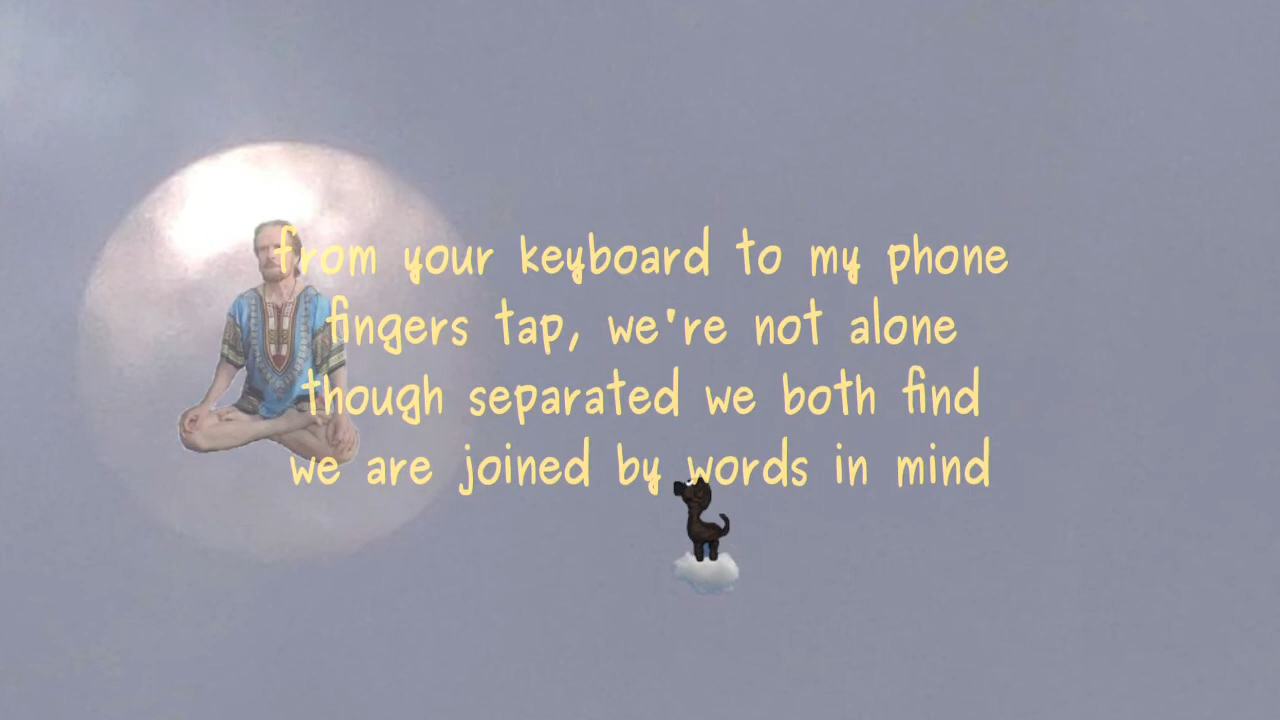 from your keyboard to my phone
fingers tap, we're not alone
though separated we both find
we are joined by words in mind